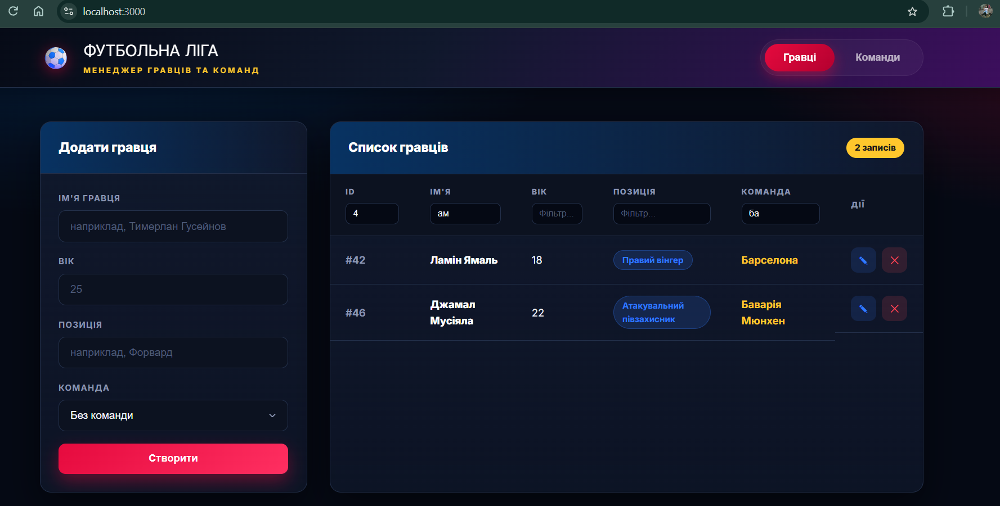 localhost:3000
ФУТБОЛЬНА ЛІГА
МЕНЕДЖЕР ГРАВЦІВ ТА КОМАНД
Гравці
Команди
Додати гравця
ІМ'Я ГРАВЦЯ
наприклад, Тимерлан Гусейнов
ВІК
25
ПОЗИЦІЯ
наприклад, Форвард
КОМАНДА
Без команди
Створити
Список гравців
2 записів
ID ІМ'Я ВІК ПОЗИЦІЯ КОМАНДА ДІЇ
4 ам Фільтр... Фільтр... ба
#42 Ламін Ямаль 18 Правий вінгер Барселона
#46 Джамал Мусіяла 22 Атакувальний півзахисник Баварія Мюнхен